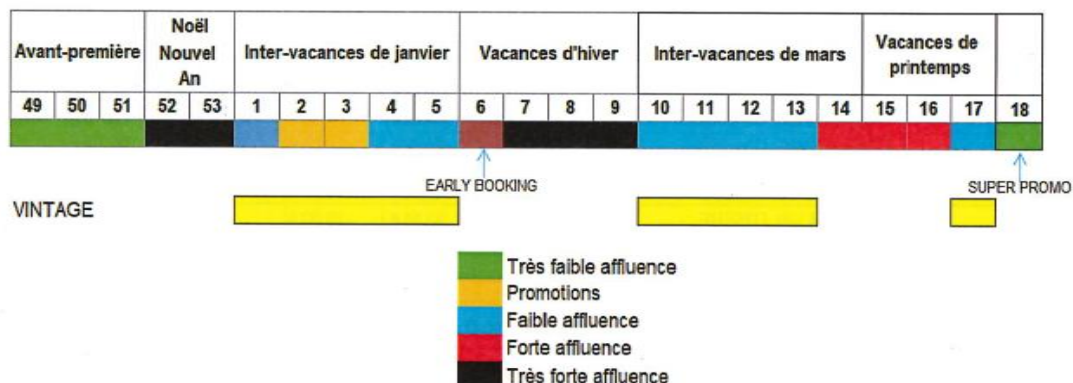 Avant-première
Noël
Nouvel
An
Inter-vacances de janvier
Vacances d'hiver
Inter-vacances de mars
Vacances de
printemps
49 50 51 52 53 1 2 3 4 5 6 7 8 9 10 11 12 13 14 15 16 17 18
EARLY BOOKING
SUPER PROMO
VINTAGE
Très faible affluence
Promotions
Faible affluence
Forte affluence
Très forte affluence